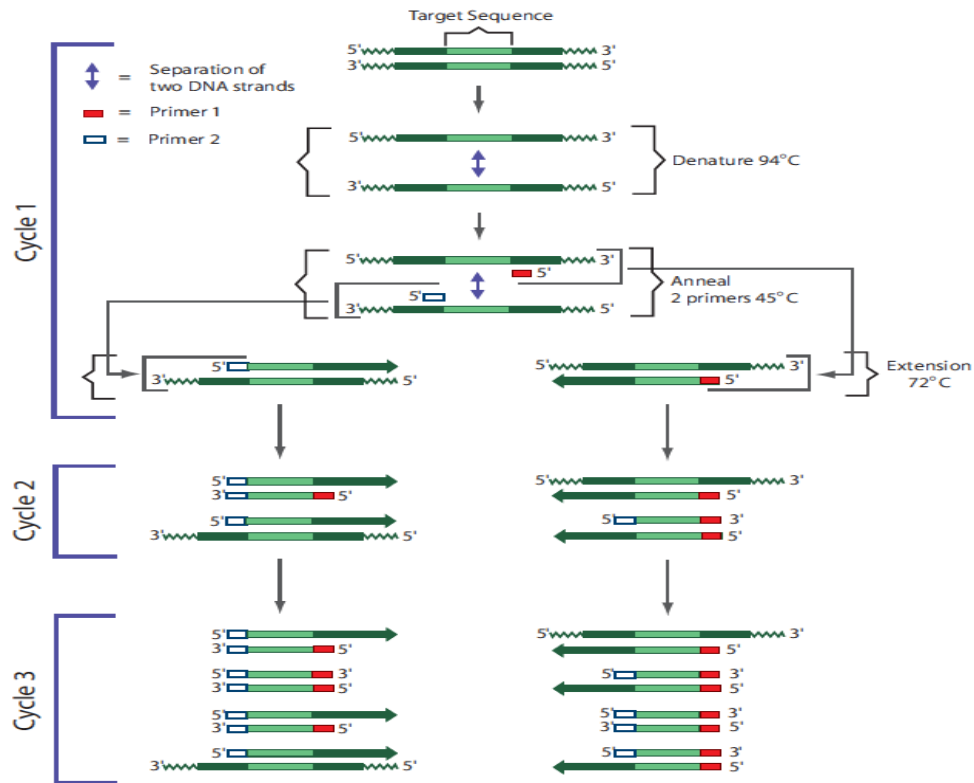 Target Sequence
5' 3'
3' 5'
= Separation of
two DNA strands
= Primer 1
= Primer 2
Cycle 1
5' 3'
Denature 94°C
3' 5'
5' 3'
5'
Anneal
2 primers 45°C
5'
3' 5'
5' 3'
3' 5' 5'
Extension
72°C
Cycle 2
5' 3'
3' 5' 5'
5' 5' 3'
3' 5' 5'
Cycle 3
5' 5' 3'
3' 5' 5'
5' 3' 5' 3'
3' 5' 5'
5' 5' 3'
3' 5' 3' 5'
5' 5' 3'
3' 5' 5'